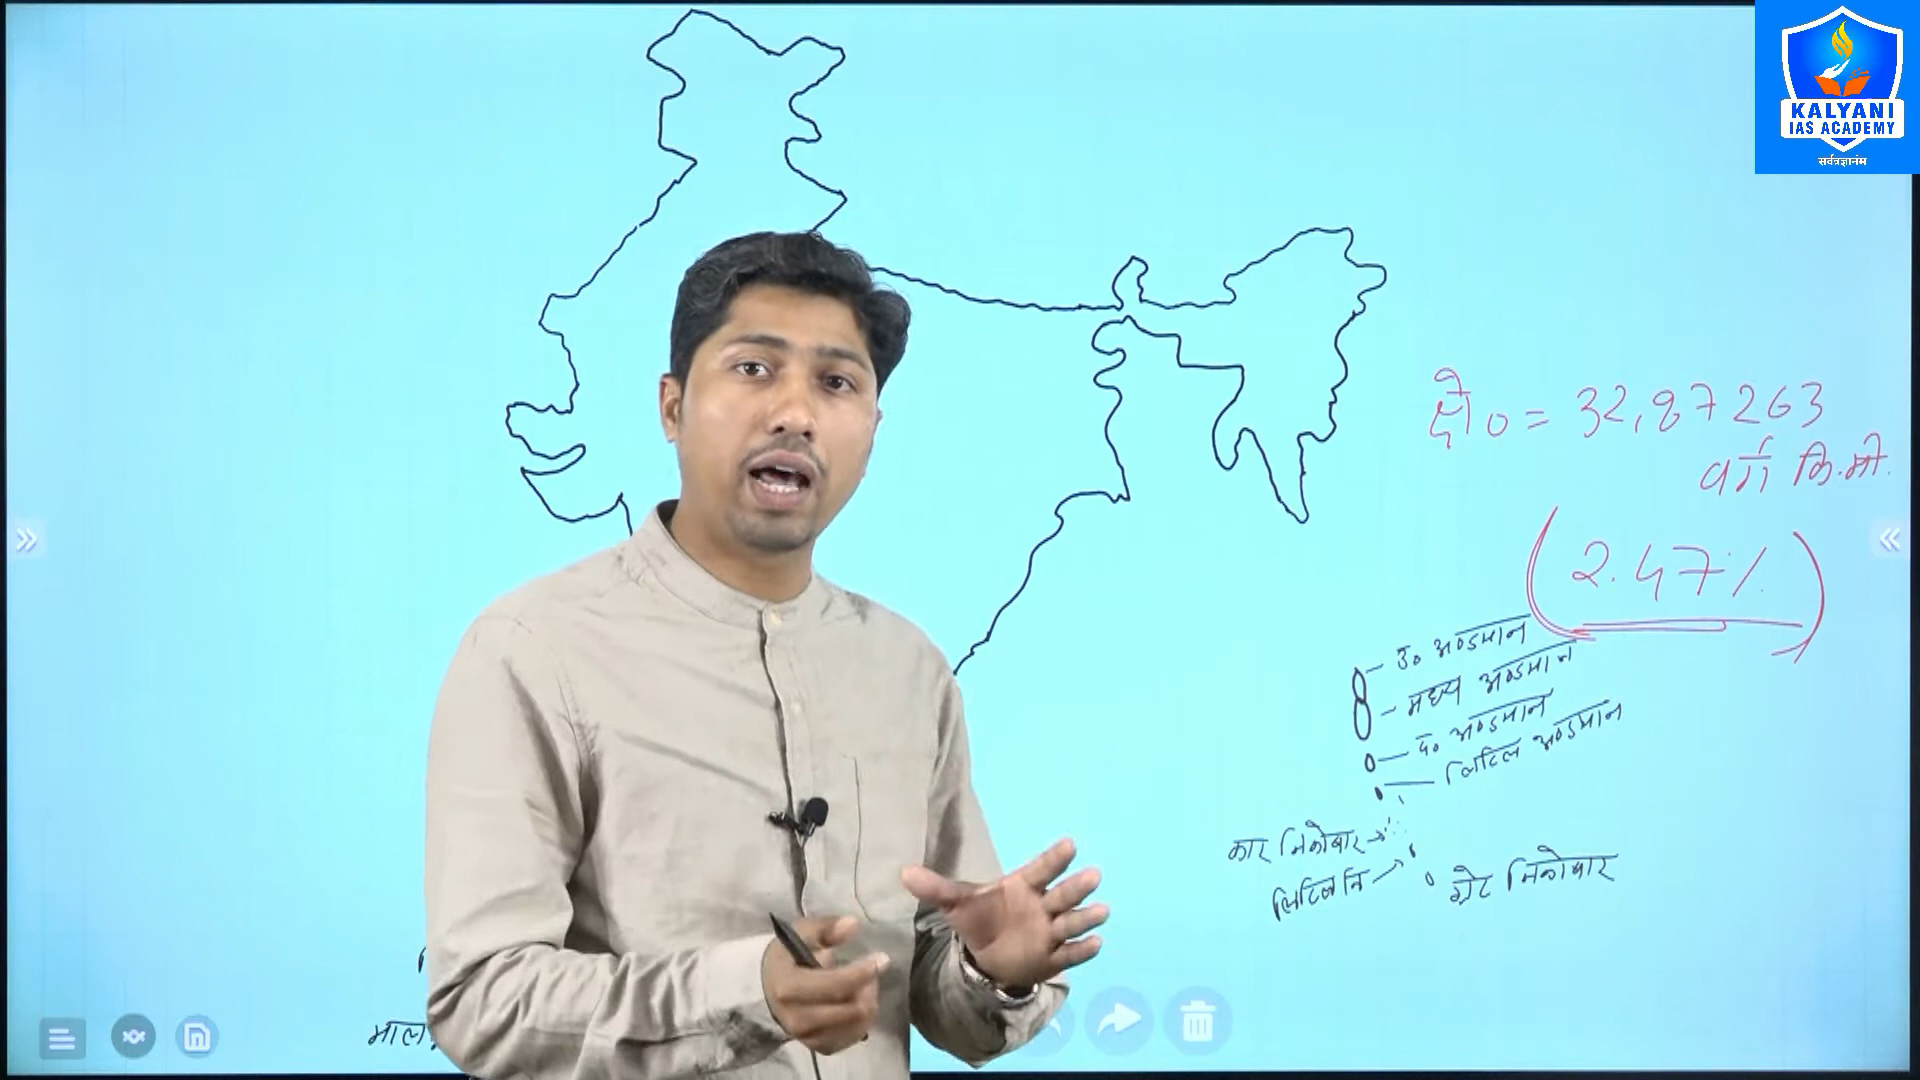 KALYANI
IAS ACADEMY
सर्वत्रज्ञानंम
क्षे० = 32,87263
वर्ग कि.मी.
(2.47%)
उ० अण्डमान
मध्य अण्डमान
द० अण्डमान
लिटिल अण्डमान
कार निकोबार
लिटिल नि
ग्रेट निकोबार